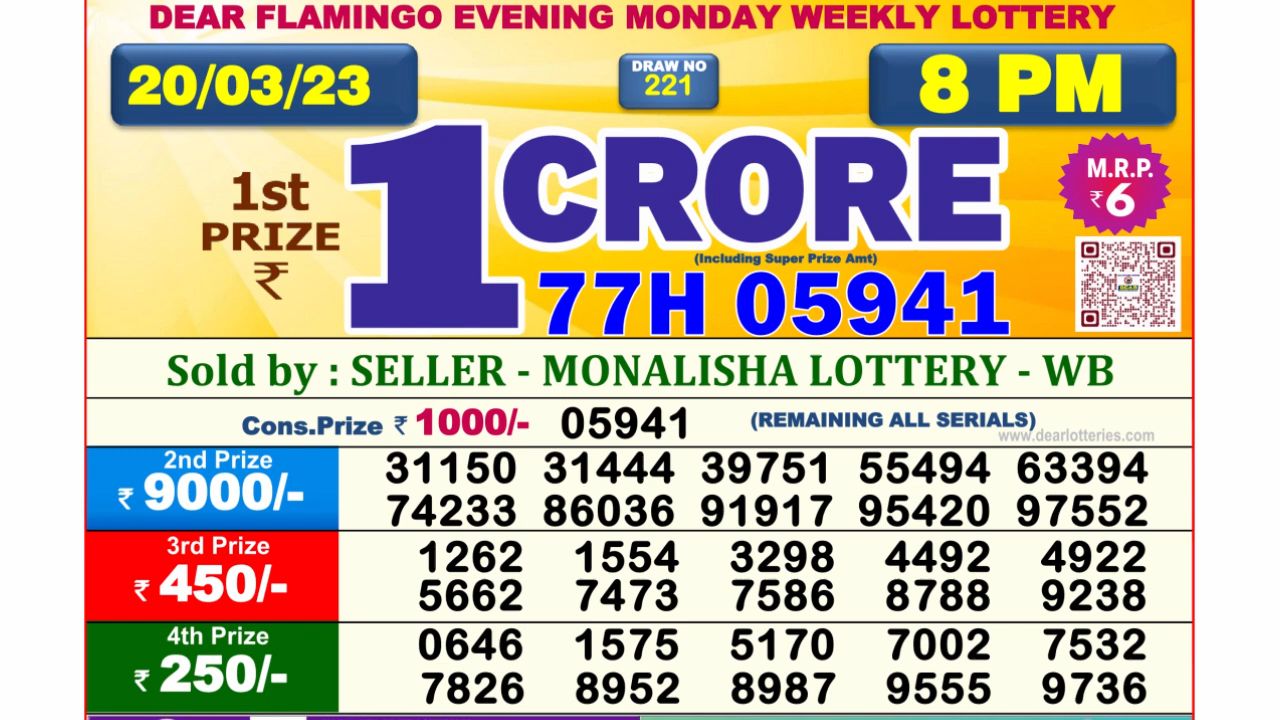 DEAR FLAMINGO EVENING MONDAY WEEKLY LOTTERY
20/03/23
DRAW NO
221
8 PM
1st
PRIZE
₹
1 CRORE
(Including Super Prize Amt)
77H 05941
M.R.P.
₹ 6
Sold by : SELLER - MONALISHA LOTTERY - WB
Cons.Prize ₹ 1000/- 05941 (REMAINING ALL SERIALS)
www.dearlotteries.com
2nd Prize
₹ 9000/-
31150 31444 39751 55494 63394
74233 86036 91917 95420 97552
3rd Prize
₹ 450/-
1262 1554 3298 4492 4922
5662 7473 7586 8788 9238
4th Prize
₹ 250/-
0646 1575 5170 7002 7532
7826 8952 8987 9555 9736